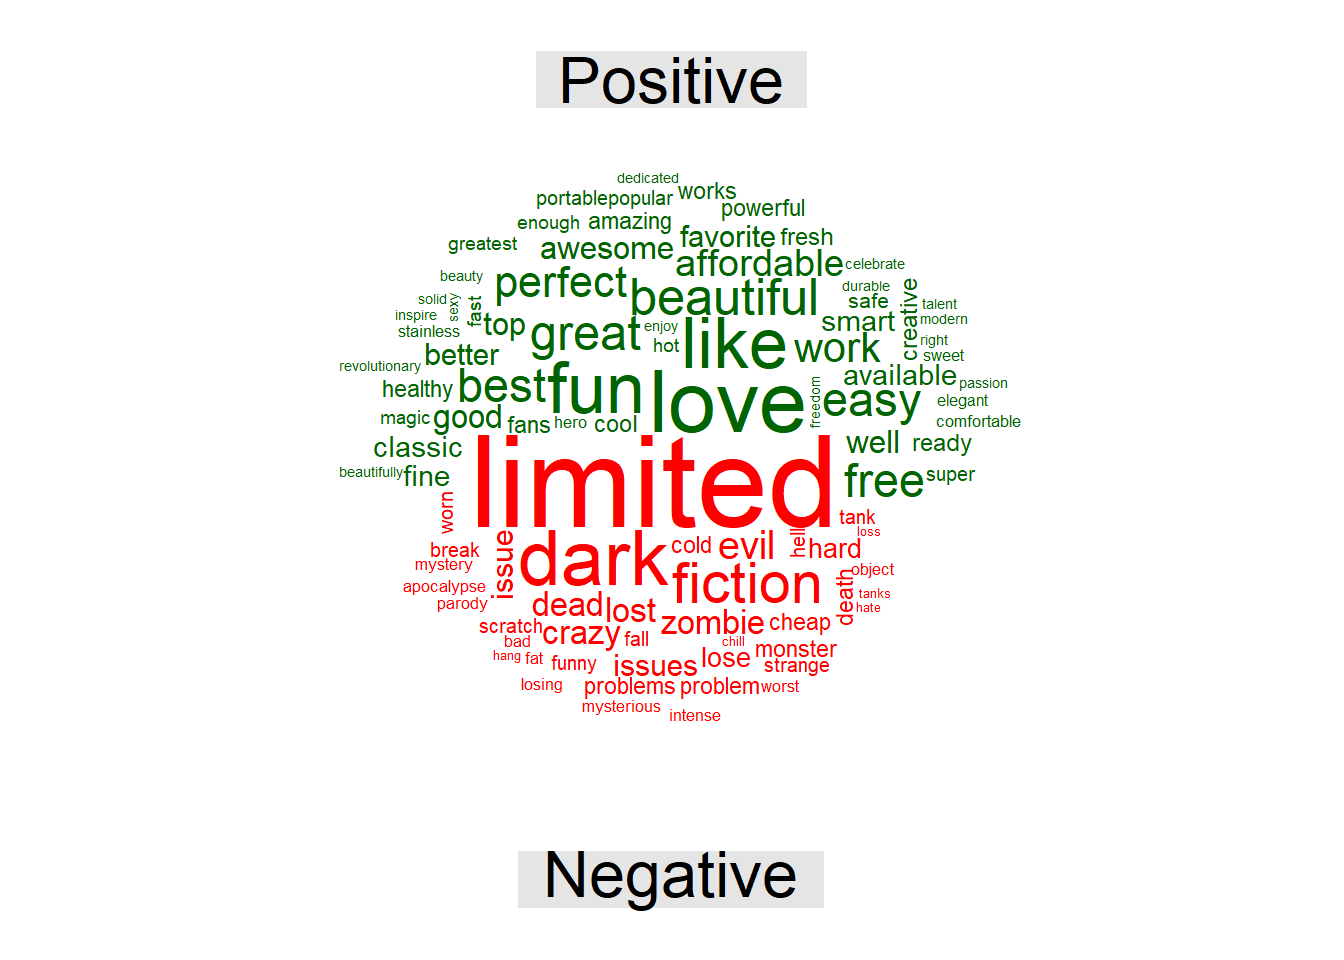 Positive
dedicated
portable popular works
powerful
enough amazing
greatest awesome favorite fresh
affordable celebrate
beauty perfect beautiful durable
solid sexy fast safe creative talent
inspire top great enjoy like smart modern
stainless hot work right
better sweet
revolutionary available passion
healthy best fun love freedom easy elegant
magic good fans hero cool comfortable
classic well ready
beautifully fine free super
limited
worn tank
loss
issue dark cold evil hell hard
break
mystery fiction object
apocalypse death tanks
parody dead lost hate
scratch crazy zombie cheap
bad fall chill monster
hang fat funny issues lose strange
losing problems problem worst
mysterious intense
Negative